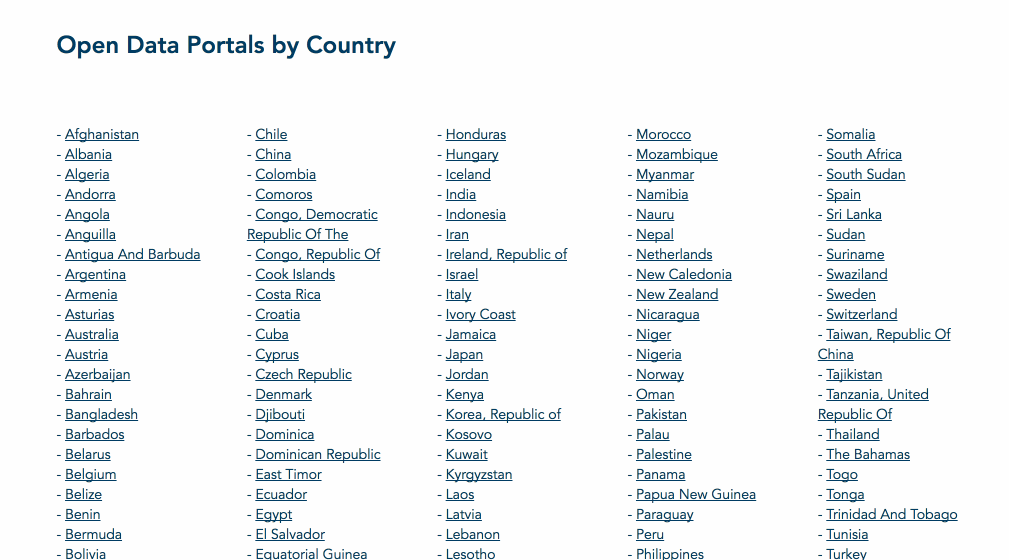 Open Data Portals by Country
- Afghanistan
- Albania
- Algeria
- Andorra
- Angola
- Anguilla
- Antigua And Barbuda
- Argentina
- Armenia
- Asturias
- Australia
- Austria
- Azerbaijan
- Bahrain
- Bangladesh
- Barbados
- Belarus
- Belgium
- Belize
- Benin
- Bermuda
- Bolivia
- Chile
- China
- Colombia
- Comoros
- Congo, Democratic
Republic Of The
- Congo, Republic Of
- Cook Islands
- Costa Rica
- Croatia
- Cuba
- Cyprus
- Czech Republic
- Denmark
- Djibouti
- Dominica
- Dominican Republic
- East Timor
- Ecuador
- Egypt
- El Salvador
- Equatorial Guinea
- Honduras
- Hungary
- Iceland
- India
- Indonesia
- Iran
- Ireland, Republic of
- Israel
- Italy
- Ivory Coast
- Jamaica
- Japan
- Jordan
- Kenya
- Korea, Republic of
- Kosovo
- Kuwait
- Kyrgyzstan
- Laos
- Latvia
- Lebanon
- Lesotho
- Morocco
- Mozambique
- Myanmar
- Namibia
- Nauru
- Nepal
- Netherlands
- New Caledonia
- New Zealand
- Nicaragua
- Niger
- Nigeria
- Norway
- Oman
- Pakistan
- Palau
- Palestine
- Panama
- Papua New Guinea
- Paraguay
- Peru
- Philippines
- Somalia
- South Africa
- South Sudan
- Spain
- Sri Lanka
- Sudan
- Suriname
- Swaziland
- Sweden
- Switzerland
- Taiwan, Republic Of
China
- Tajikistan
- Tanzania, United
Republic Of
- Thailand
- The Bahamas
- Togo
- Tonga
- Trinidad And Tobago
- Tunisia
- Turkey